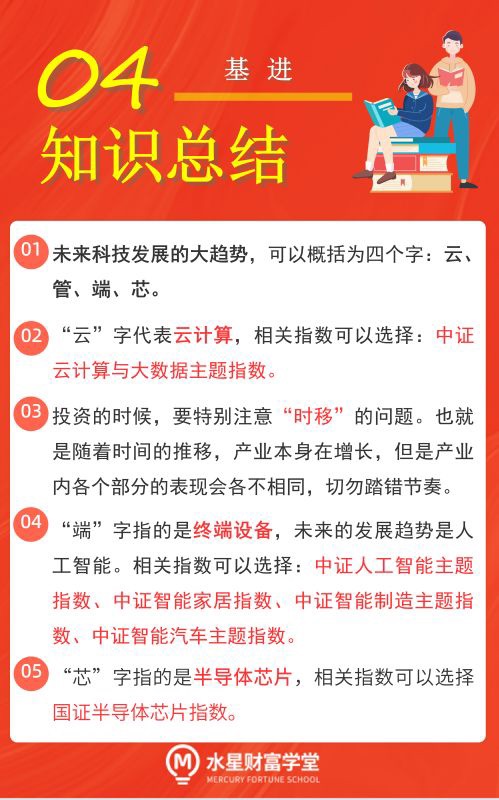 04
基 进
知识总结
01
未来科技发展的大趋势，可以概括为四个字：云、
管、端、芯。
02
“云”字代表云计算，相关指数可以选择：中证
云计算与大数据主题指数。
03
投资的时候，要特别注意“时移”的问题。也就
是随着时间的推移，产业本身在增长，但是产业
内各个部分的表现会各不相同，切勿踏错节奏。
04
“端”字指的是终端设备，未来的发展趋势是人
工智能。相关指数可以选择：中证人工智能主题
指数、中证智能家居指数、中证智能制造主题指
数、中证智能汽车主题指数。
05
“芯”字指的是半导体芯片，相关指数可以选择
国证半导体芯片指数。
水星财富学堂
MERCURY FORTUNE SCHOOL